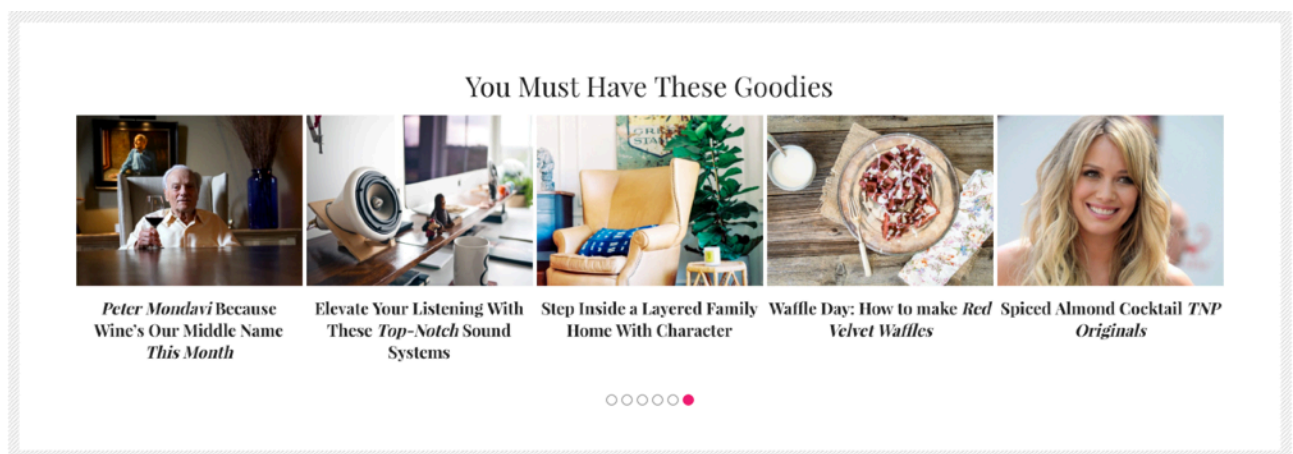 You Must Have These Goodies
GR
STAN
Peter Mondavi Because
Wine's Our Middle Name
This Month
Elevate Your Listening With
These Top-Notch Sound
Systems
Step Inside a Layered Family
Home With Character
Waffle Day: How to make Red
Velvet Waffles
Spiced Almond Cocktail TNP
Originals